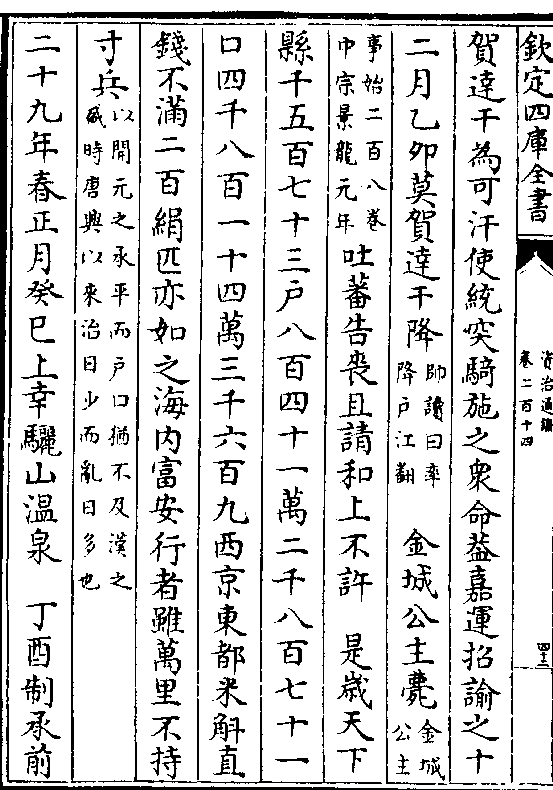 欽定四庫全書
資治通鑑
卷二百十四
四三
賀達干為可汗使統突騎施之衆命葢嘉運招諭之十
二月乙卯莫賀達干降帥讀曰率降户江翻 金城公主薨金城公主
事始二百八卷中宗景龍元年吐蕃告喪且請和上不許 是歲天下
縣千五百七十三户八百四十一萬二千八百七十一
口四千八百一十四萬三千六百九西京東都米斛直
錢不滿二百絹匹亦如之海內富安行者雖萬里不持
寸兵以開元之承平而户口猶不及漢之盛時唐興以來治日少而亂日多也
二十九年春正月癸巳上幸驪山温泉 丁酉制承前